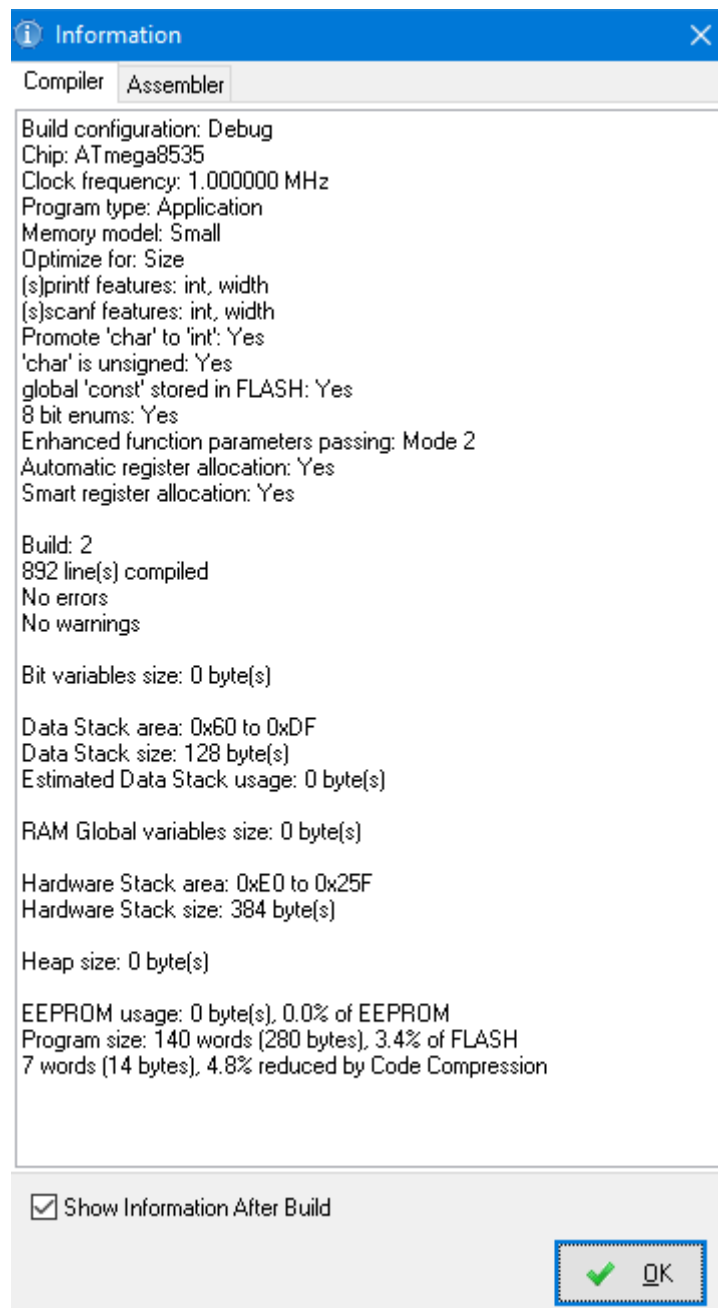 Information
Compiler
Assembler
Build configuration: Debug
Chip: ATmega8535
Clock frequency: 1.000000 MHz
Program type: Application
Memory model: Small
Optimize for: Size
(s)printf features: int, width
(s)scanf features: int, width
Promote 'char' to 'int': Yes
'char' is unsigned: Yes
global 'const' stored in FLASH: Yes
8 bit enums: Yes
Enhanced function parameters passing: Mode 2
Automatic register allocation: Yes
Smart register allocation: Yes
Build: 2
892 line(s) compiled
No errors
No warnings
Bit variables size: 0 byte(s)
Data Stack area: 0x60 to 0xDF
Data Stack size: 128 byte(s)
Estimated Data Stack usage: 0 byte(s)
RAM Global variables size: 0 byte(s)
Hardware Stack area: 0xE0 to 0x25F
Hardware Stack size: 384 byte(s)
Heap size: 0 byte(s)
EEPROM usage: 0 byte(s), 0.0% of EEPROM
Program size: 140 words (280 bytes), 3.4% of FLASH
7 words (14 bytes), 4.8% reduced by Code Compression
Show Information After Build
OK